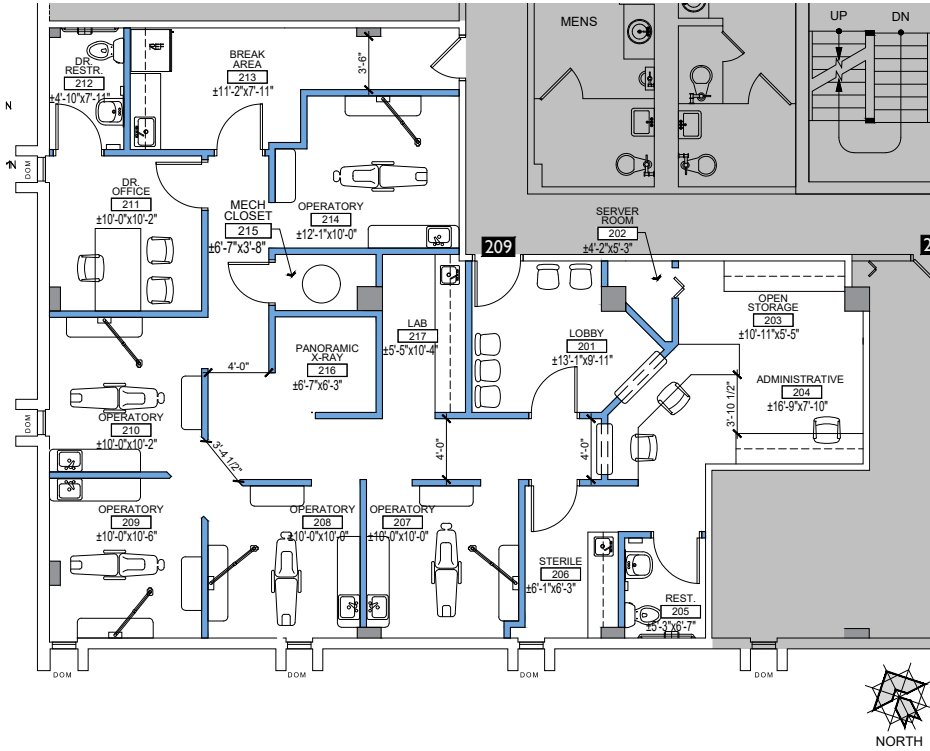 MENS
UP
DN
DR.
RESTR.
212
±4'-10"x7'-11"
REF
BREAK
AREA
213
±11'-2"x7'-11"
3'-6"
N
DOM
DR.
OFFICE
211
±10'-0"x10'-2"
MECH
CLOSET
215
±6'-7"x3'-8"
OPERATORY
214
±12'-1"x10'-0"
209
SERVER
ROOM
202
±4'-2"x5'-3"
2
OPEN
STORAGE
203
±10'-11"x5'-5"
LAB
217
±5'-5"x10'-4"
LOBBY
201
±13'-1"x9'-11"
PANORAMIC
X-RAY
216
±6'-7"x6'-3"
4'-0"
ADMINISTRATIVE
204
±16'-9"x7'-10"
3'-10 1/2"
OPERATORY
210
±10'-0"x10'-2"
DOM
3'-4 1/2"
4'-0"
4'-0"
OPERATORY
209
±10'-0"x10'-6"
OPERATORY
208
±10'-0"x10'-0"
OPERATORY
207
±10'-0"x10'-0"
STERILE
206
±6'-1"x6'-3"
REST.
205
±5'-3"x6'-7"
DOM
DOM
DOM
DOM
NORTH